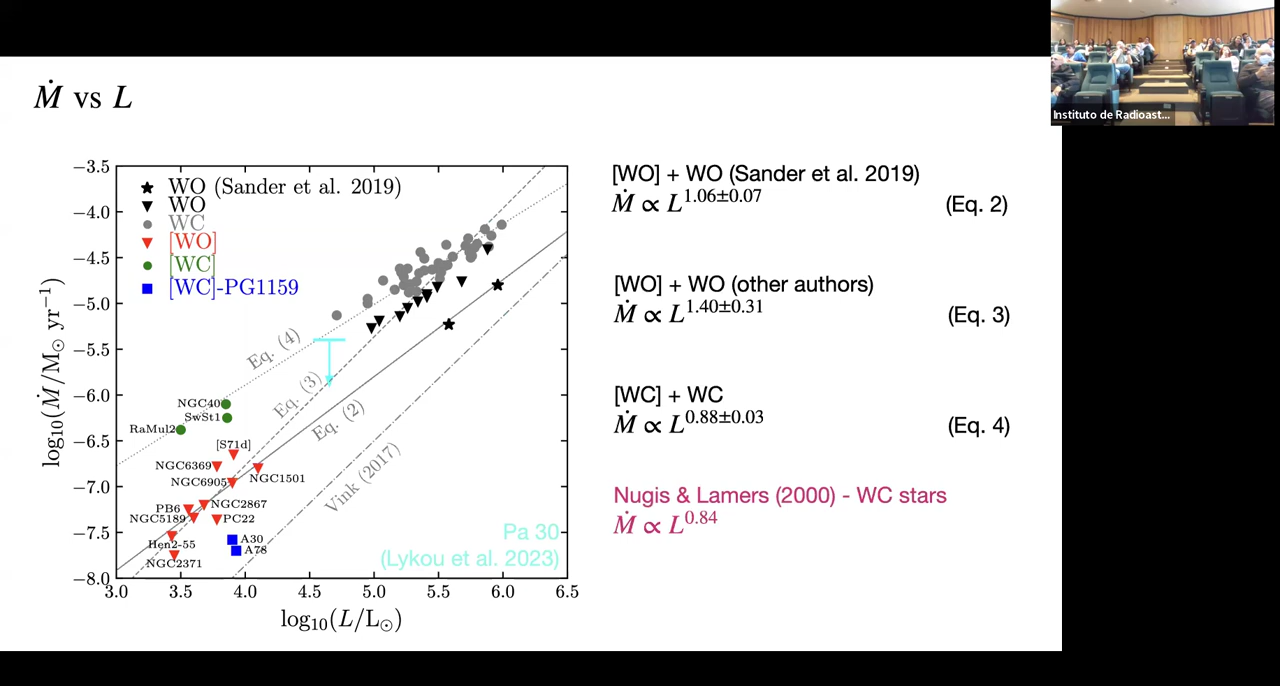 Ṁ vs L
Instituto de Radioast...
WO (Sander et al. 2019)
WO
WC
[WO]
[WC]
[WC]-PG1159
−3.5
−4.0
−4.5
−5.0
−5.5
−6.0
−6.5
−7.0
−7.5
−8.0
log₁₀(Ṁ/M⊙ yr⁻¹)
Eq. (4)
Eq. (3)
Eq. (2)
Vink (2017)
NGC40
SwSt1
RaMul2
[S71d]
NGC6369
NGC1501
NGC6905
PB6
NGC2867
NGC5189
PC22
Hen2-55
A30
A78
NGC2371
Pa 30
(Lykou et al. 2023)
3.0 3.5 4.0 4.5 5.0 5.5 6.0 6.5
log₁₀(L/L⊙)
[WO] + WO (Sander et al. 2019)
Ṁ ∝ L^1.06±0.07 (Eq. 2)
[WO] + WO (other authors)
Ṁ ∝ L^1.40±0.31 (Eq. 3)
[WC] + WC
Ṁ ∝ L^0.88±0.03 (Eq. 4)
Nugis & Lamers (2000) - WC stars
Ṁ ∝ L^0.84